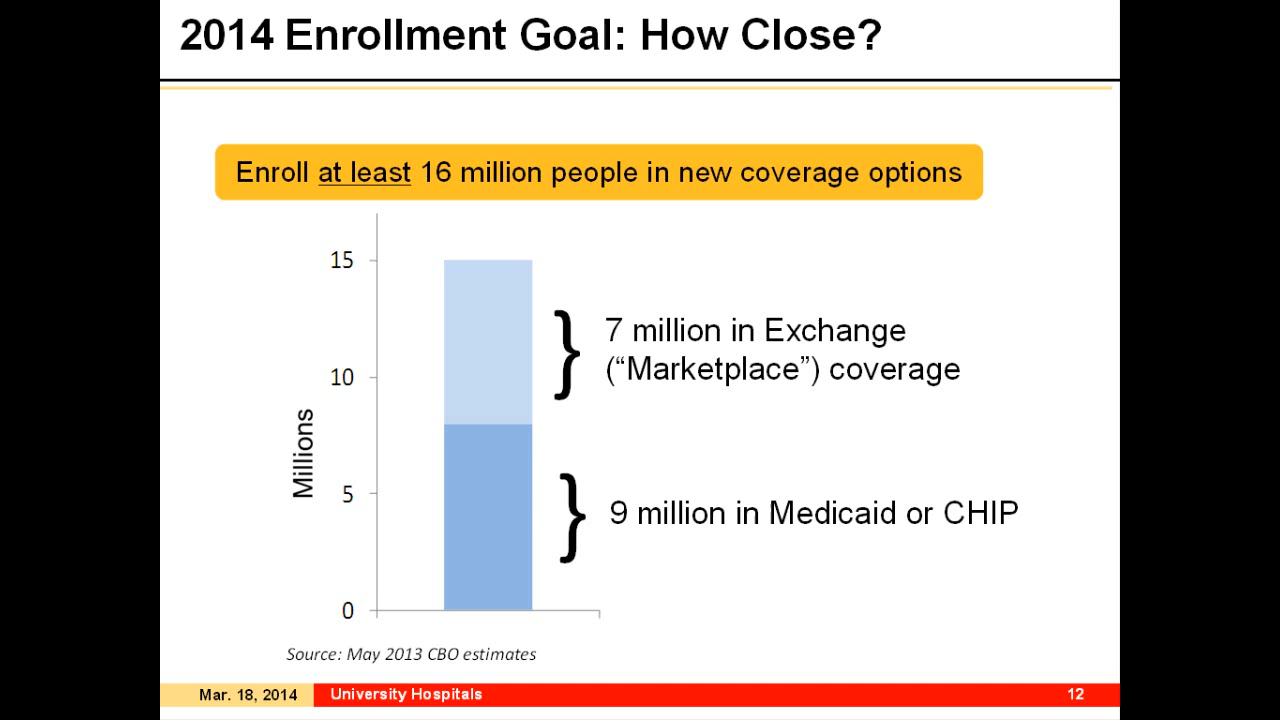 2014 Enrollment Goal: How Close?
Enroll at least 16 million people in new coverage options
15
10
5
0
Millions
7 million in Exchange
(“Marketplace”) coverage
9 million in Medicaid or CHIP
Source: May 2013 CBO estimates
Mar. 18, 2014
University Hospitals
12